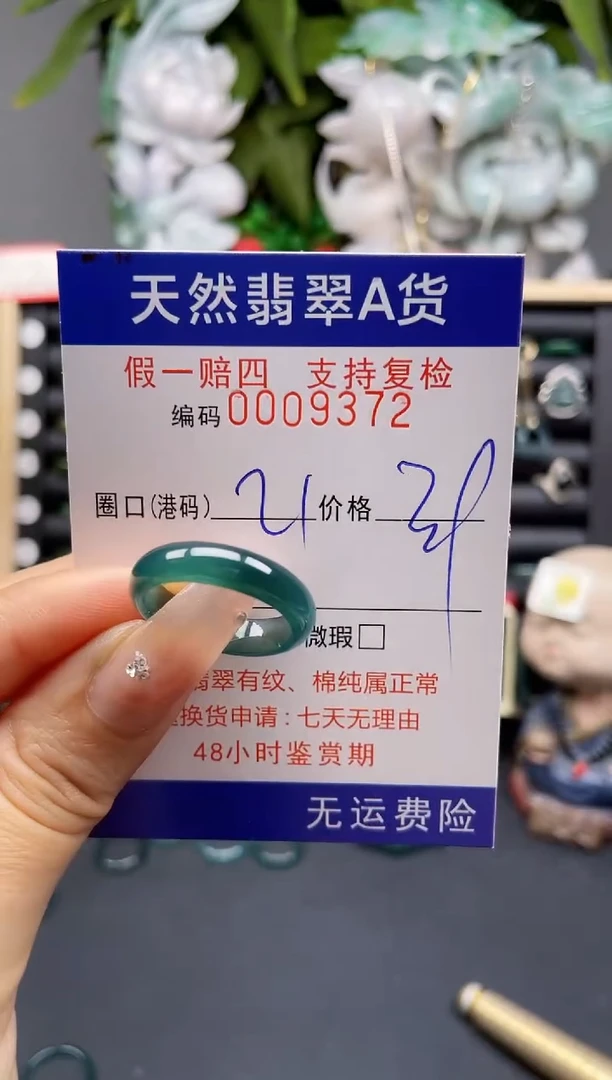 天然翡翠A货
假一赔四 支持复检
编码0009372
圈口(港码) 21 价格
微瑕□
翡翠有纹、棉纯属正常
换货申请:七天无理由
48小时鉴赏期
无运费险